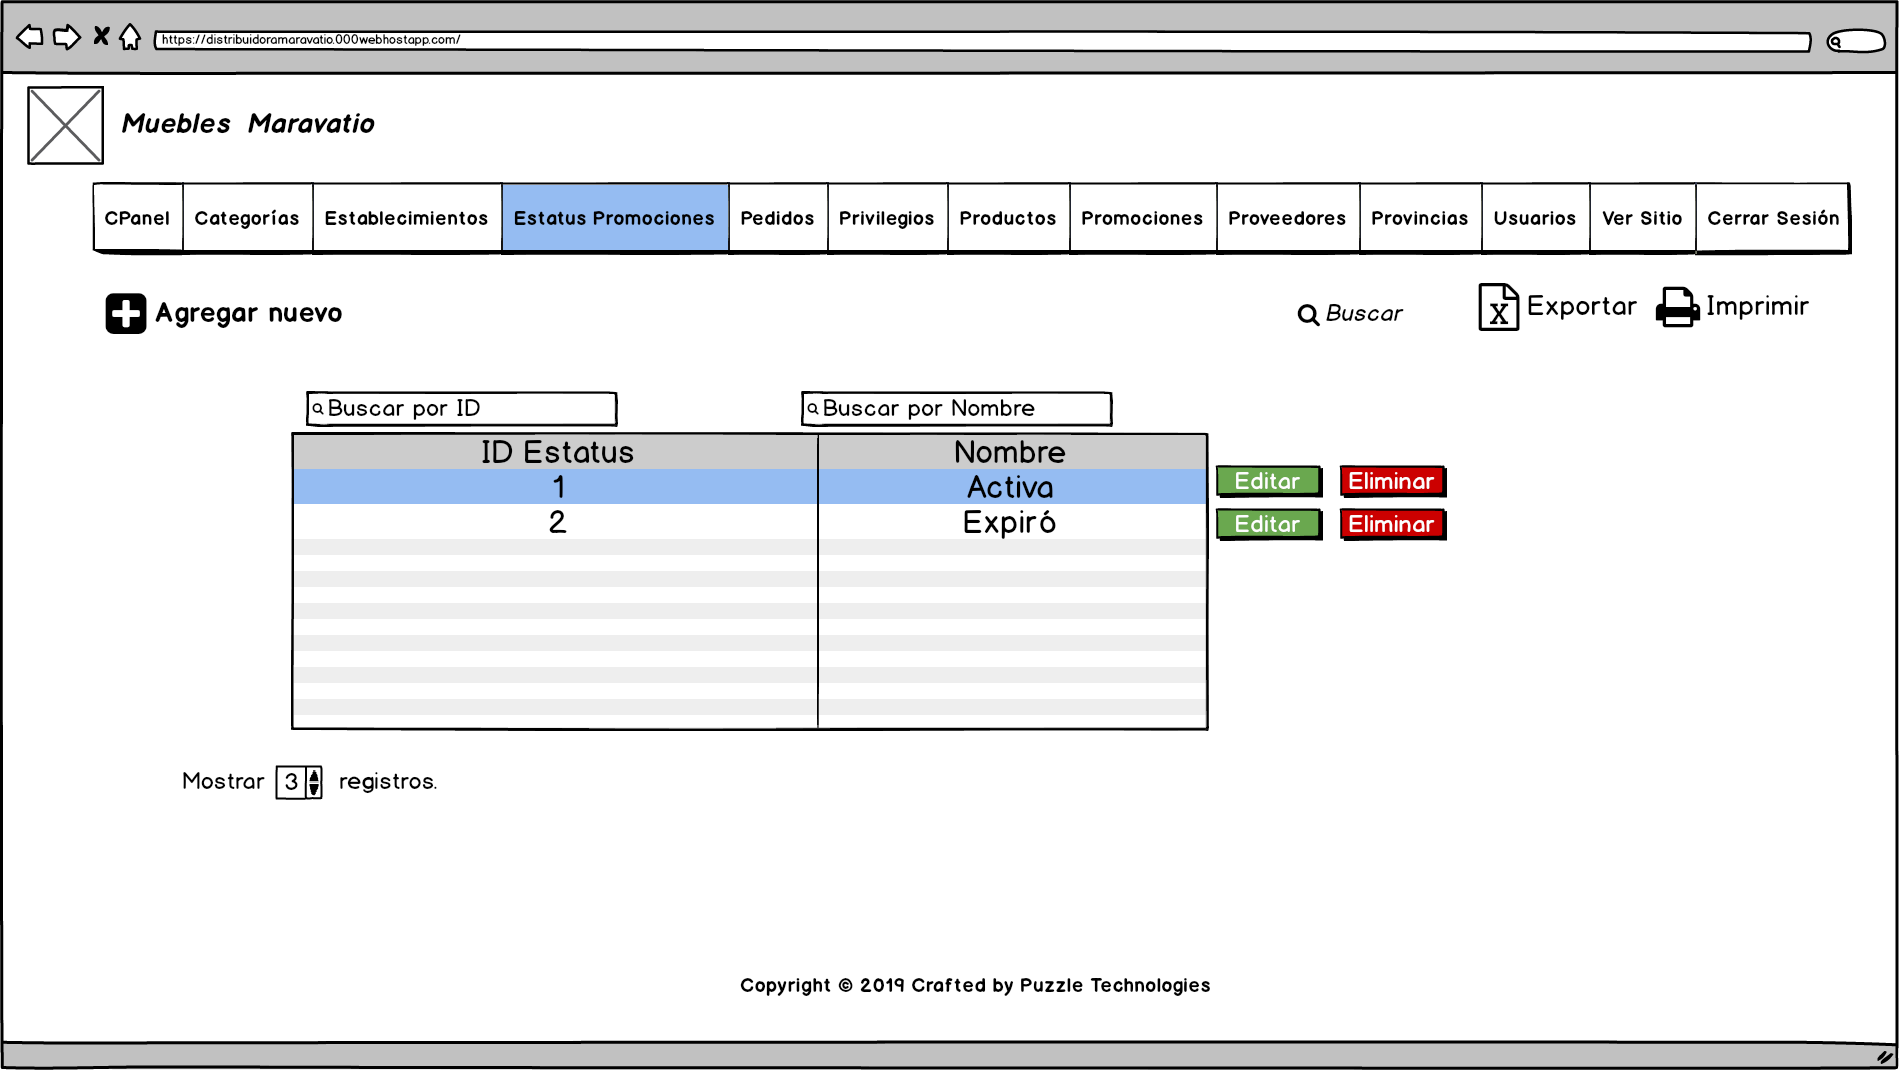 https://distribuidoramaravatio.000webhostapp.com/
Muebles Maravatio
CPanel Categorías Establecimientos Estatus Promociones Pedidos Privilegios Productos Promociones Proveedores Provincias Usuarios Ver Sitio Cerrar Sesión
Agregar nuevo Buscar X Exportar Imprimir
Buscar por ID Buscar por Nombre
ID Estatus Nombre
1 Activa Editar Eliminar
2 Expiró Editar Eliminar
Mostrar 3 registros.
Copyright © 2019 Crafted by Puzzle Technologies